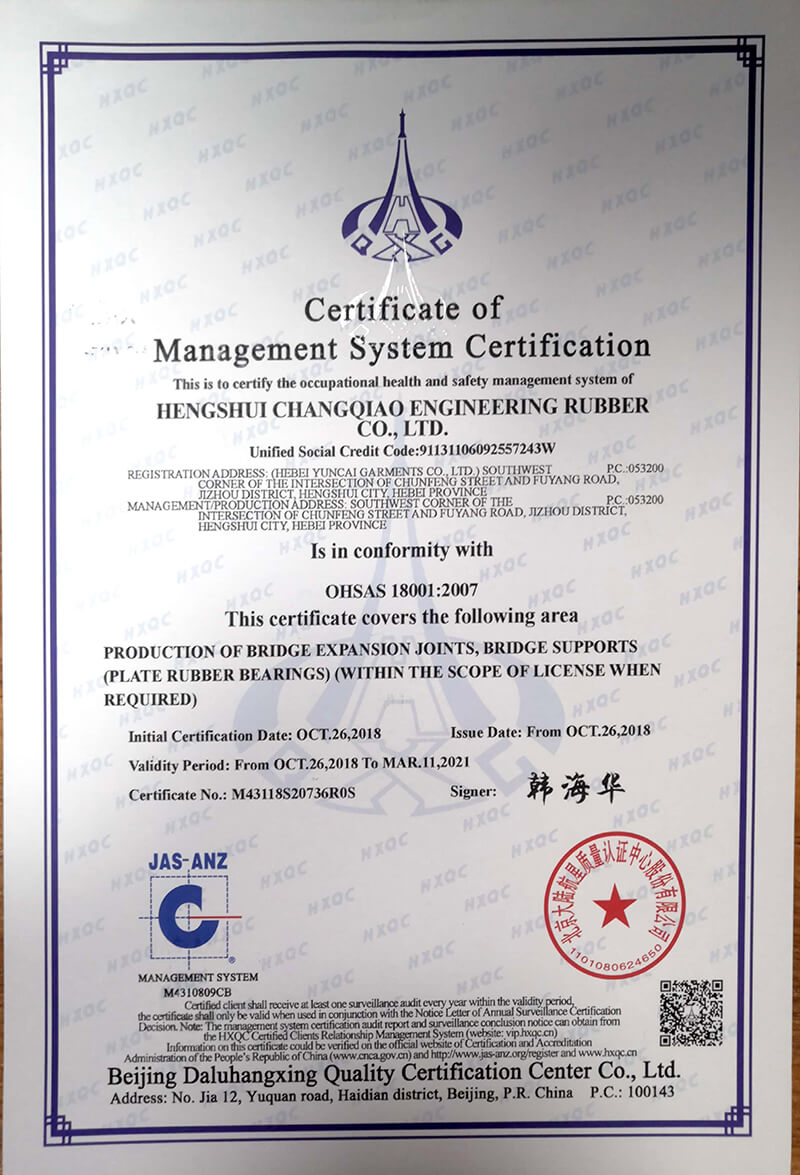 HXQC
Certificate of
Management System Certification
This is to certify the occupational health and safety management system of
HENGSHUI CHANGQIAO ENGINEERING RUBBER
CO., LTD.
Unified Social Credit Code:91131106092557243W
REGISTRATION ADDRESS: (HEBEI YUNCAI GARMENTS CO., LTD.) SOUTHWEST P.C.:053200
CORNER OF THE INTERSECTION OF CHUNFENG STREET AND FUYANG ROAD,
JIZHOU DISTRICT, HENGSHUI CITY, HEBEI PROVINCE
MANAGEMENT/PRODUCTION ADDRESS: SOUTHWEST CORNER OF THE P.C.:053200
INTERSECTION OF CHUNFENG STREET AND FUYANG ROAD, JIZHOU DISTRICT,
HENGSHUI CITY, HEBEI PROVINCE
Is in conformity with
OHSAS 18001:2007
This certificate covers the following area
PRODUCTION OF BRIDGE EXPANSION JOINTS, BRIDGE SUPPORTS
(PLATE RUBBER BEARINGS) (WITHIN THE SCOPE OF LICENSE WHEN
REQUIRED)
Initial Certification Date: OCT.26,2018 Issue Date: From OCT.26,2018
Validity Period: From OCT.26,2018 To MAR.11,2021
Certificate No.: M43118S20736R0S Signer: 韩海华
JAS-ANZ
®
MANAGEMENT SYSTEM
M4310809CB
北京大陆航星质量认证中心股份有限公司
1101080624650
Certified client shall receive at least one surveillance audit every year within the validity period,
the certificate shall only be valid when used in conjunction with the Notice Letter of Annual Surveillance Certification
Decision. Note: The management system certification audit report and surveillance conclusion notice can obtain from
the HXQC Certified Clients Relationship Management System (website: vip.hxqc.cn)
Information on this certificate could be verified on the official website of Certification and Accreditation
Administration of the People's Republic of China (www.cnca.gov.cn) and http://www.jas-anz.org/register and www.hxqc.cn
Beijing Daluhangxing Quality Certification Center Co., Ltd.
Address: No. Jia 12, Yuquan road, Haidian district, Beijing, P.R. China P.C.: 100143